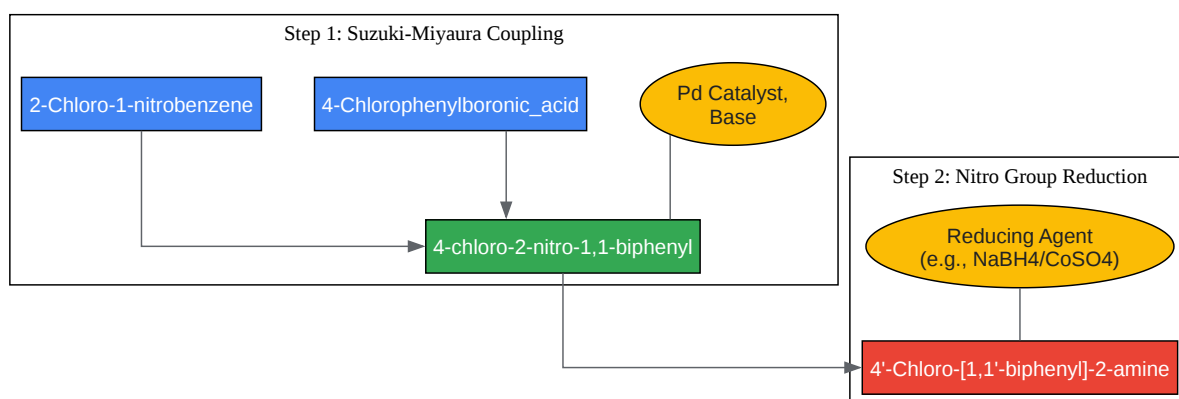 Step 1: Suzuki-Miyaura Coupling
2-Chloro-1-nitrobenzene
4-Chlorophenylboronic_acid
Pd Catalyst,
Base
4-chloro-2-nitro-1,1-biphenyl
Step 2: Nitro Group Reduction
Reducing Agent
(e.g., NaBH4/CoSO4)
4'-Chloro-[1,1'-biphenyl]-2-amine